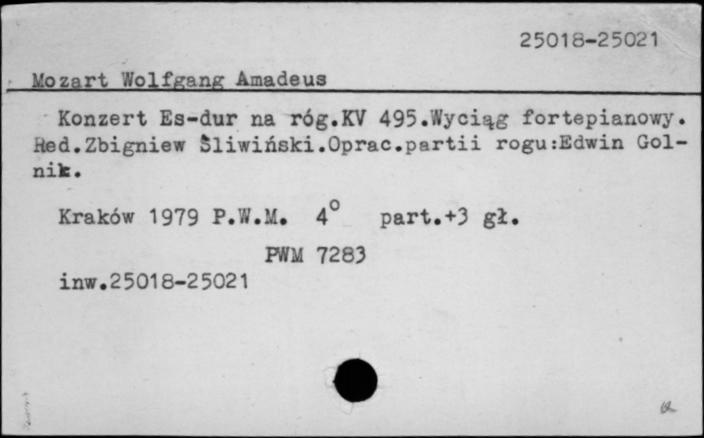 25018-25021
Mozart Wolfgang Amadeus
Konzert Es-dur na róg.KV 495.Wyciąg fortepianowy.
Red.Zbigniew Śliwiński.Oprac.partii rogu:Edwin Gol-
nik.
Kraków 1979 P.W.M. 4° part.+3 gł.
PWM 7283
inw.25018-25021